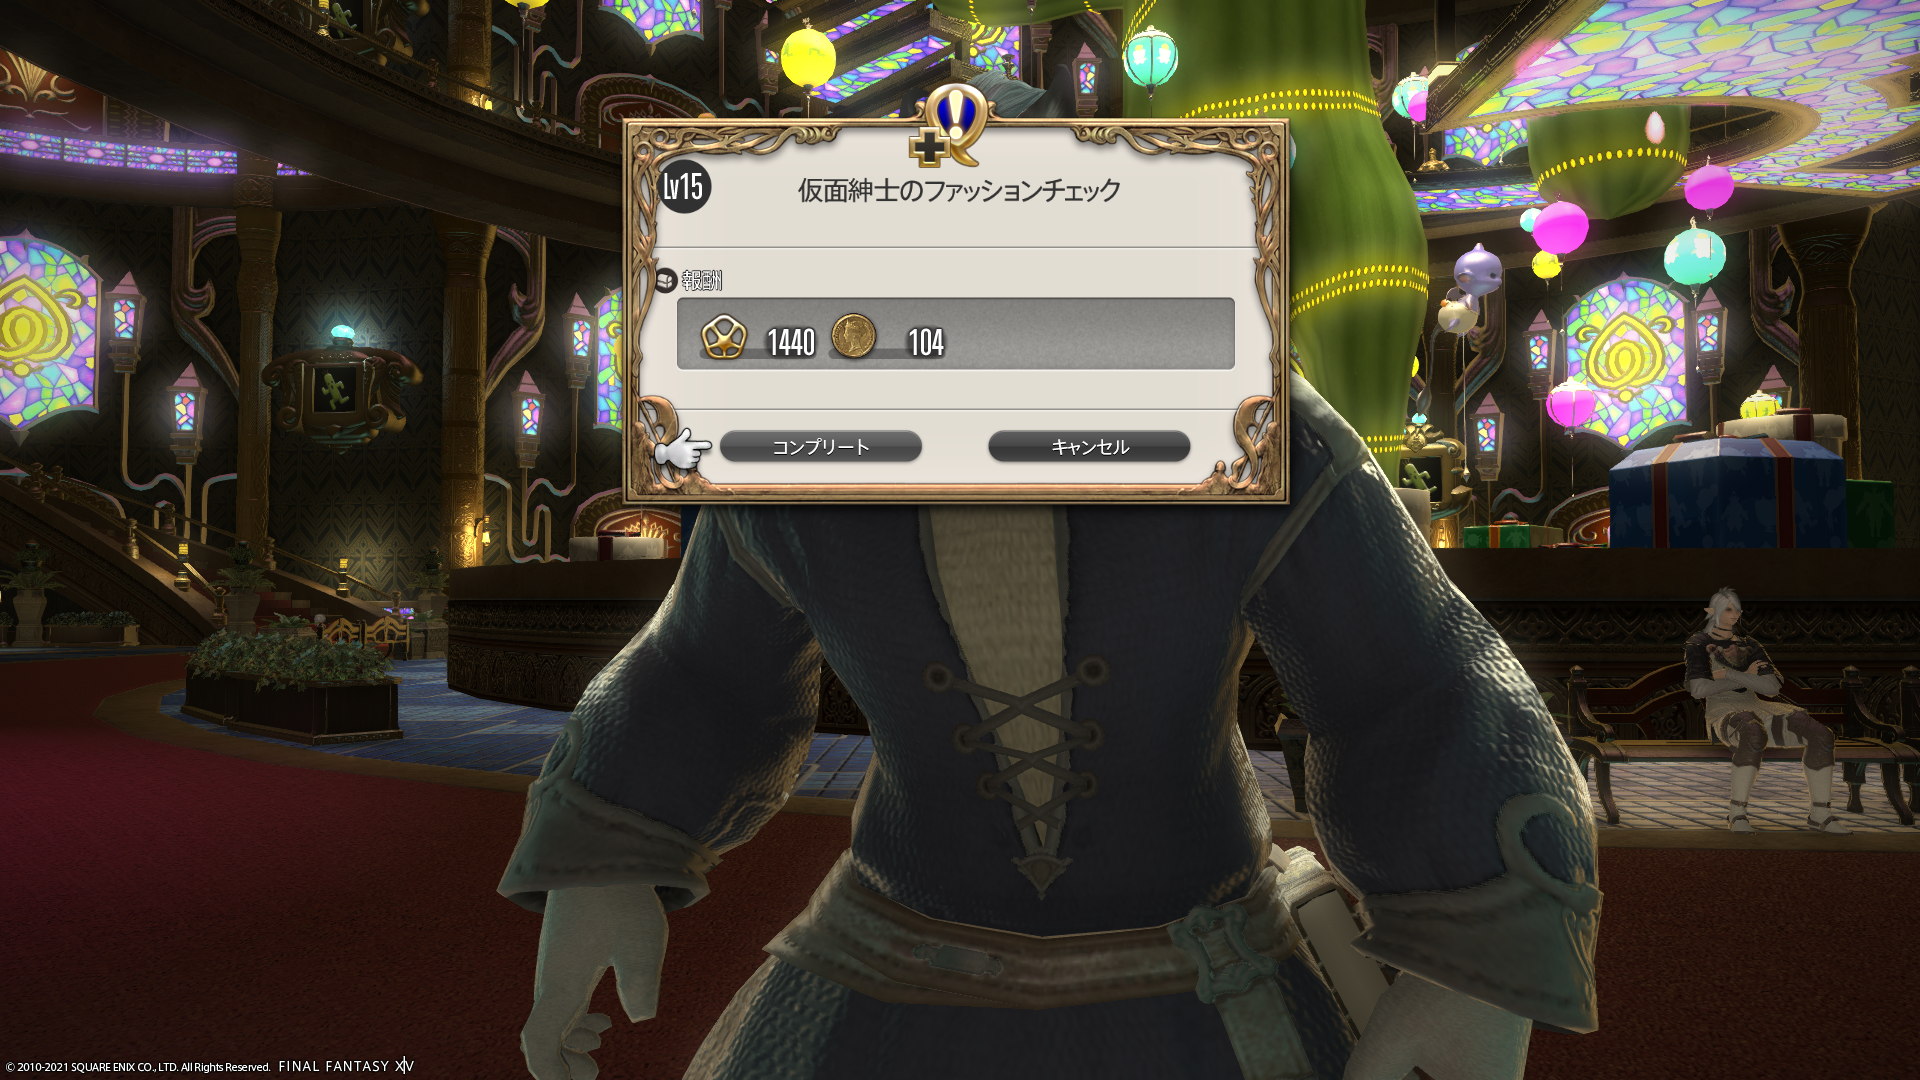 Lv15
仮面紳士のファッションチェック
報酬
1440 104
コンプリート キャンセル
© 2010-2021 SQUARE ENIX CO., LTD. All Rights Reserved. FINAL FANTASY XIV